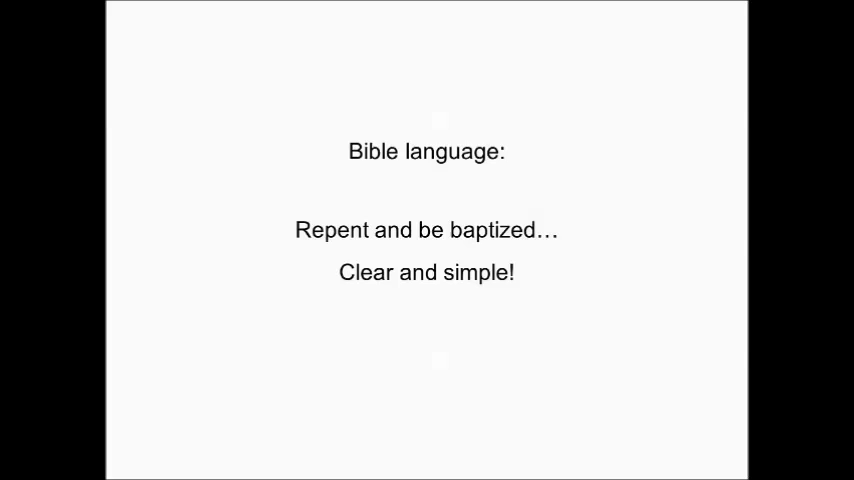 Bible language:
Repent and be baptized…
Clear and simple!